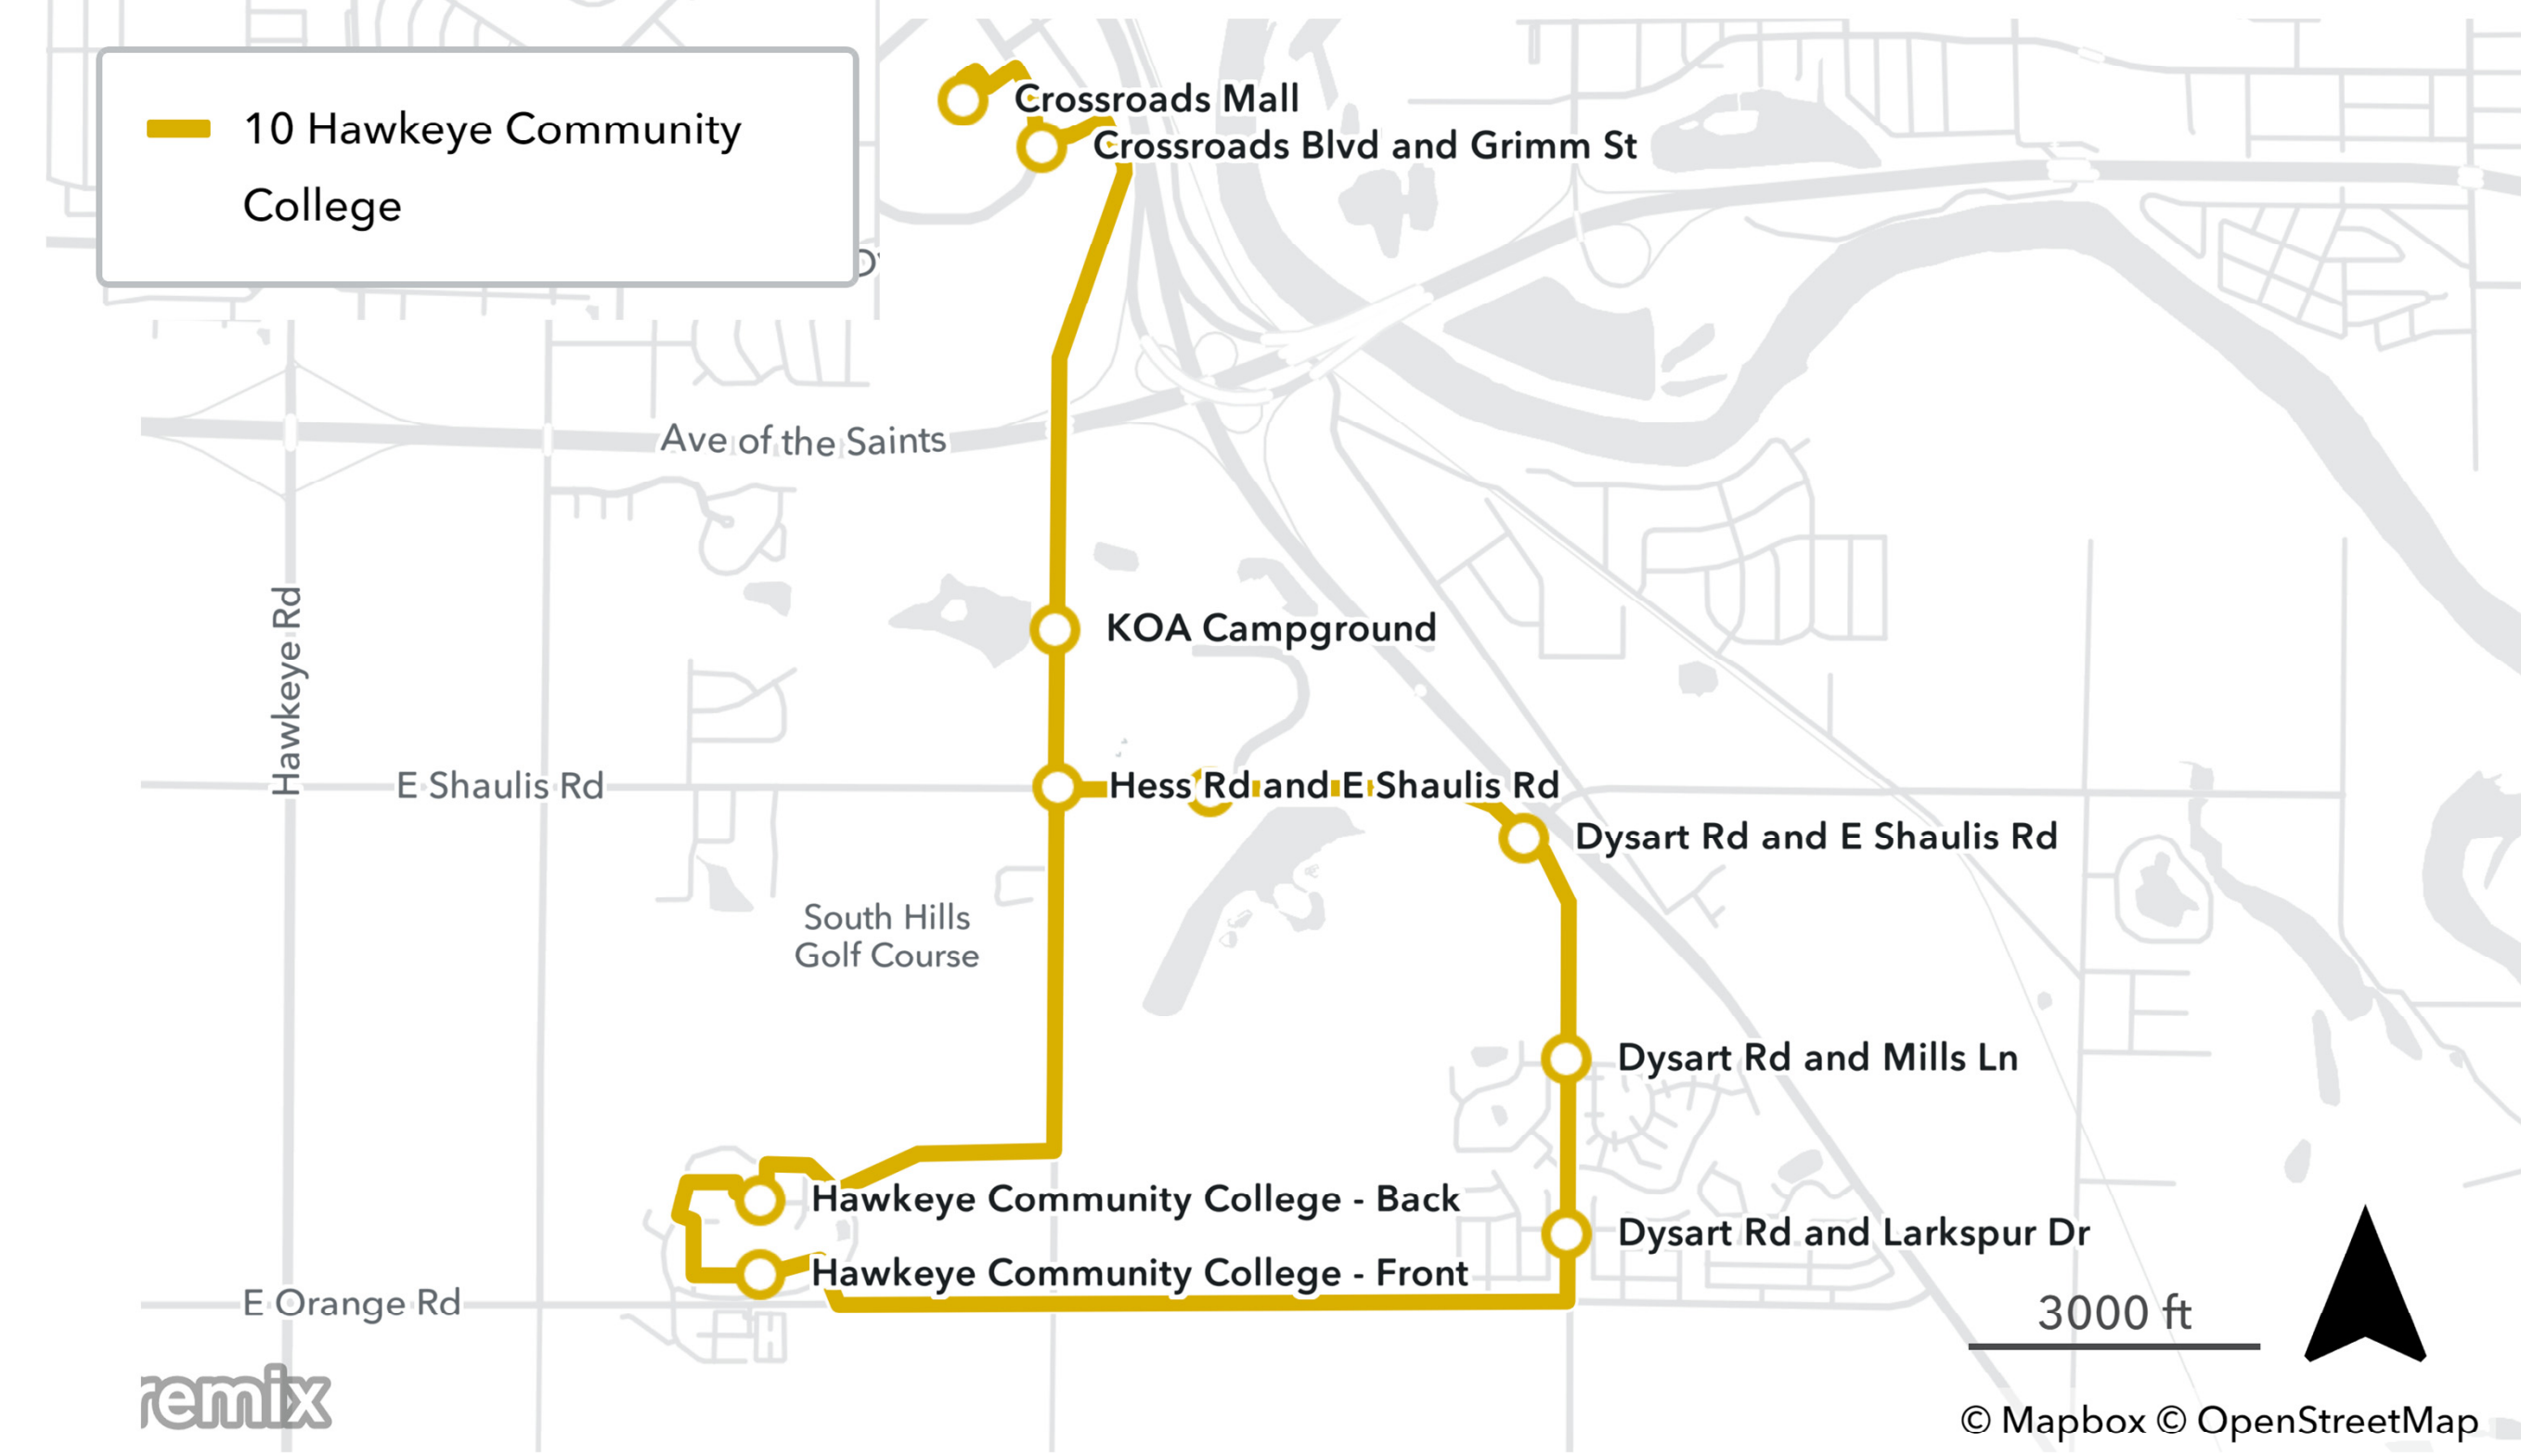 10 Hawkeye Community
College
Crossroads Mall
Crossroads Blvd and Grimm St
Ave of the Saints
Hawkeye Rd
KOA Campground
E Shaulis Rd
Hess Rd and E Shaulis Rd
Dysart Rd and E Shaulis Rd
South Hills
Golf Course
Dysart Rd and Mills Ln
Hawkeye Community College - Back
Dysart Rd and Larkspur Dr
Hawkeye Community College - Front
E Orange Rd
3000 ft
remix
© Mapbox © OpenStreetMap